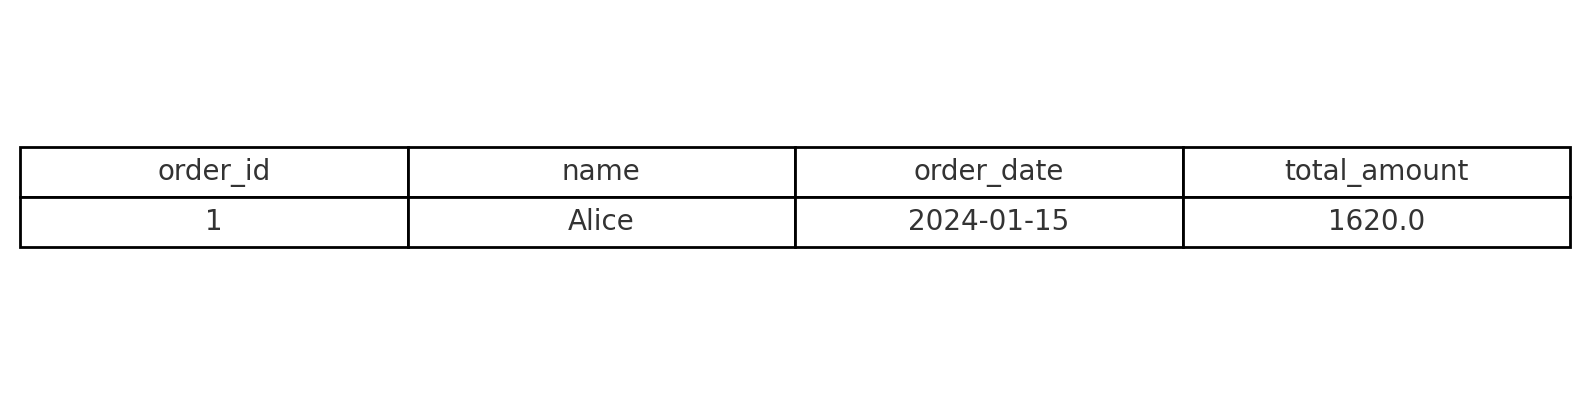 order_id name order_date total_amount
1 Alice 2024-01-15 1620.0